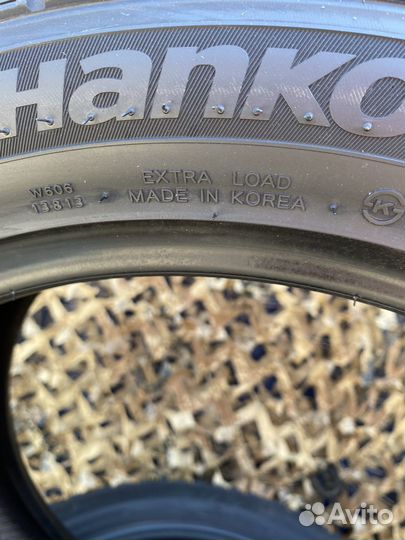 Hanko
W606
13813
EXTRA LOAD
MADE IN KOREA
K
Avito